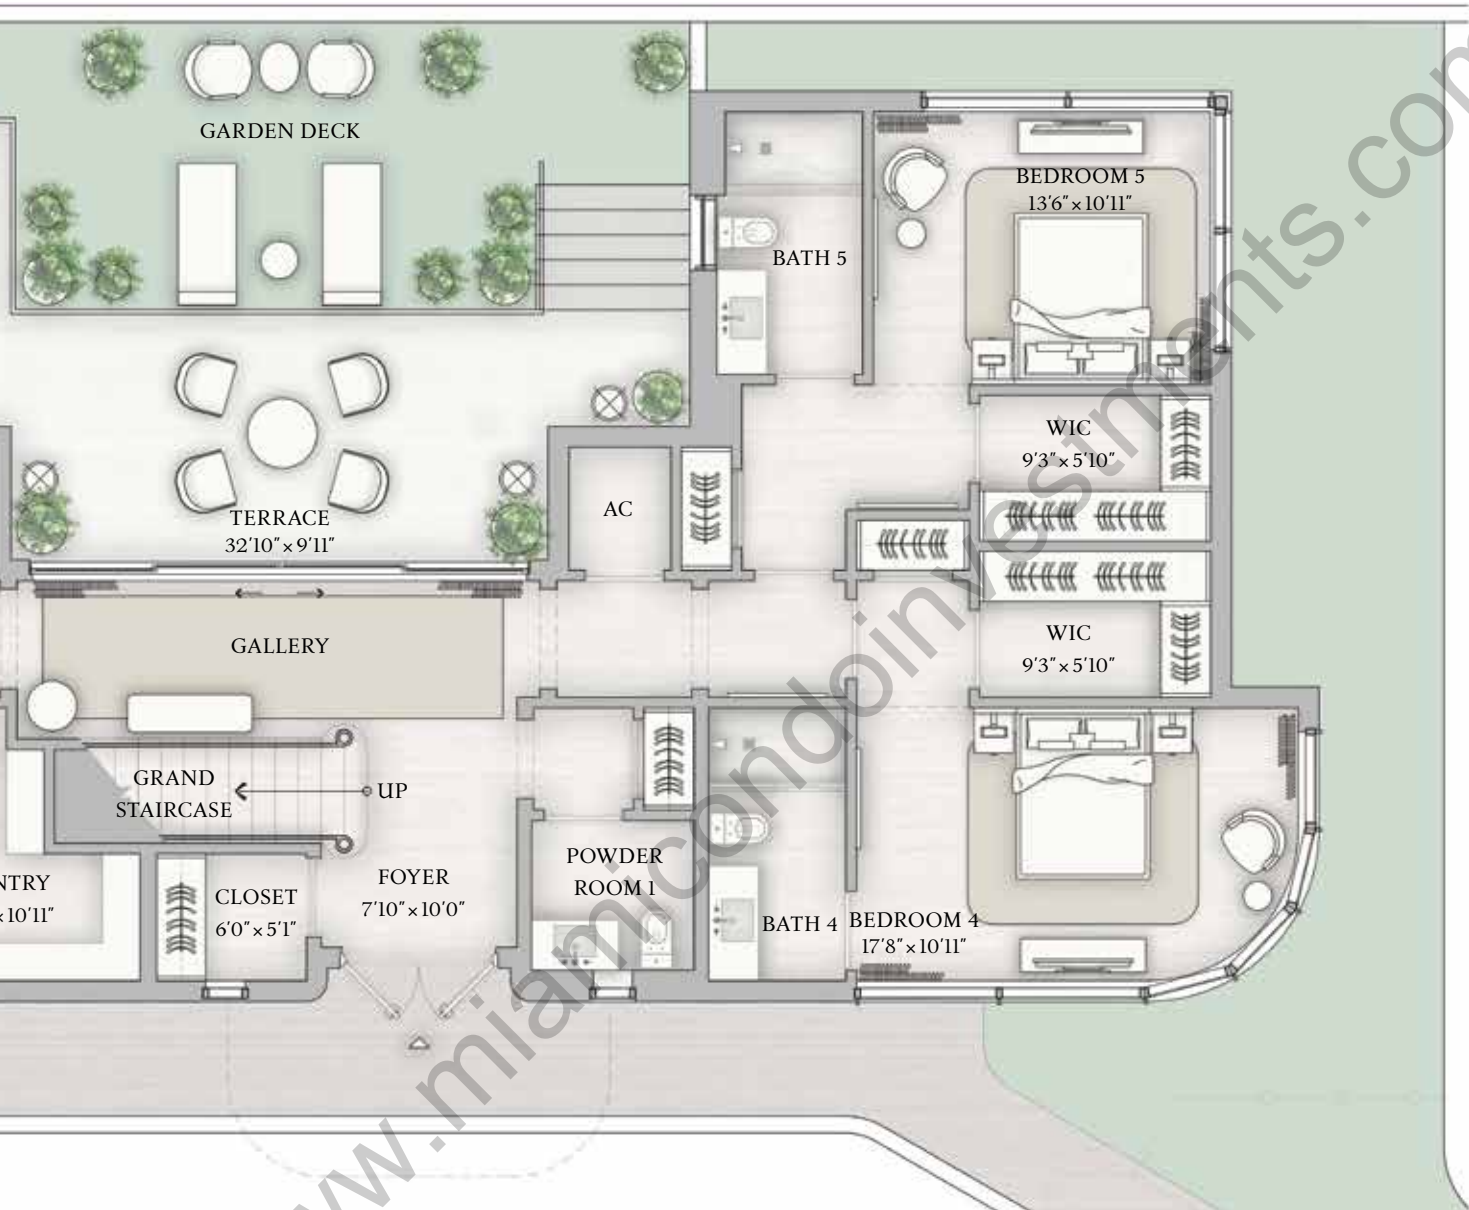 GARDEN DECK
BEDROOM 5
13'6"×10'11"
BATH 5
WIC
9'3"×5'10"
AC
TERRACE
32'10"×9'11"
GALLERY
WIC
9'3"×5'10"
GRAND
STAIRCASE
UP
POWDER
ROOM 1
FOYER
7'10"×10'0"
NTRY
×10'11"
CLOSET
6'0"×5'1"
BATH 4
BEDROOM 4
17'8"×10'11"
ww.miamicondoinvestments.com